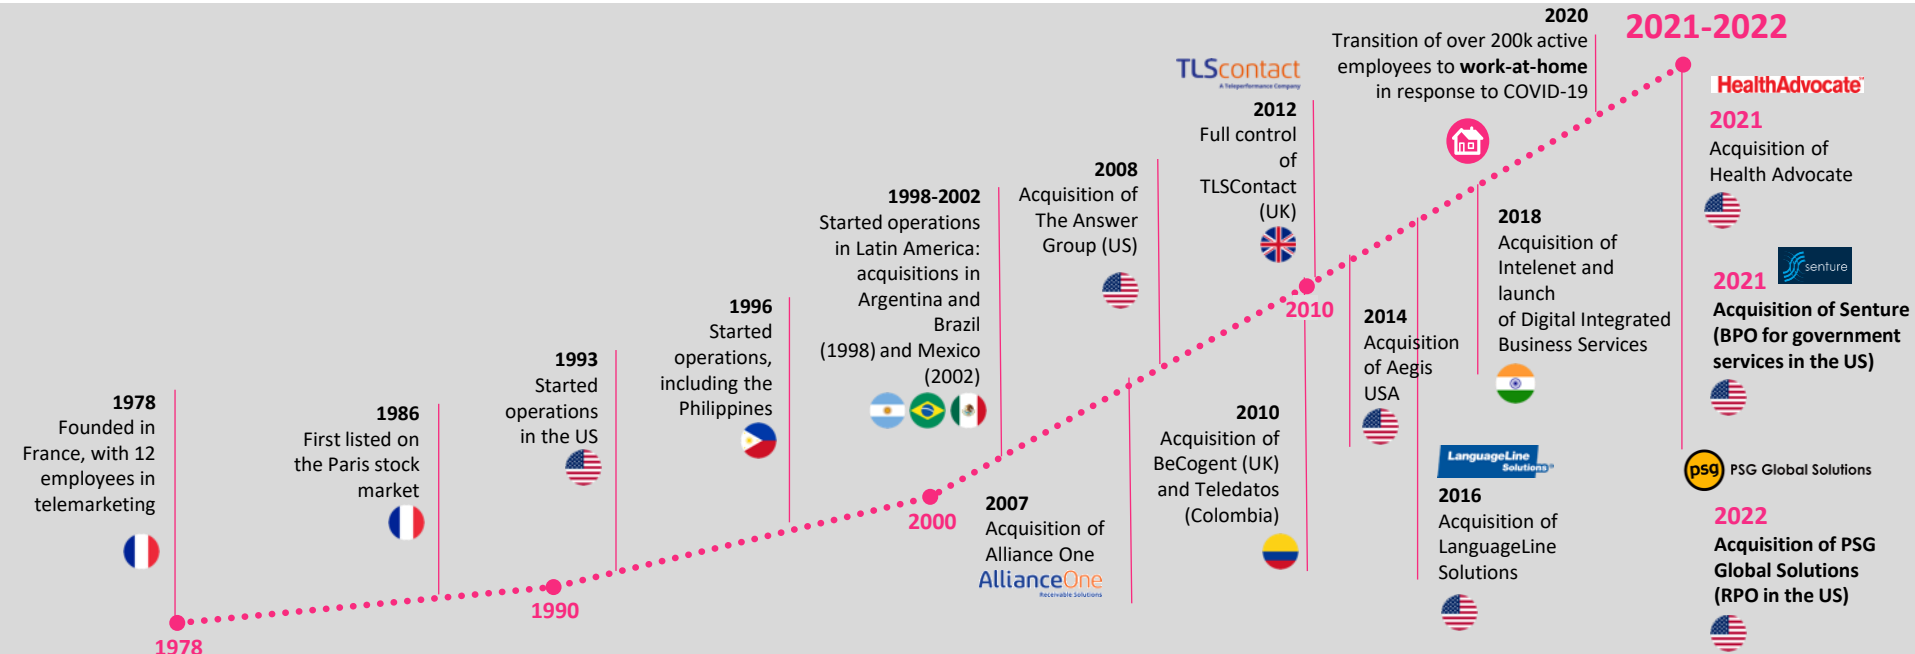 1978
Founded in
France, with 12
employees in
telemarketing
1986
First listed on
the Paris stock
market
1993
Started
operations
in the US
1996
Started
operations,
including the
Philippines
1998-2002
Started operations
in Latin America:
acquisitions in
Argentina and
Brazil
(1998) and Mexico
(2002)
2007
Acquisition of
Alliance One
AllianceOne
Receivable Solutions
2008
Acquisition of
The Answer
Group (US)
2010
Acquisition of
BeCogent (UK)
and Teledatos
(Colombia)
TLScontact
A Teleperformance Company
2012
Full control
of
TLSContact
(UK)
2014
Acquisition
of Aegis
USA
LanguageLine
Solutions
2016
Acquisition of
LanguageLine
Solutions
2018
Acquisition of
Intelenet and
launch
of Digital Integrated
Business Services
2020
Transition of over 200k active
employees to work-at-home
in response to COVID-19
2021-2022
HealthAdvocate
2021
Acquisition of
Health Advocate
senture
2021
Acquisition of Senture
(BPO for government
services in the US)
psg PSG Global Solutions
2022
Acquisition of PSG
Global Solutions
(RPO in the US)
1978
1990
2000
2010